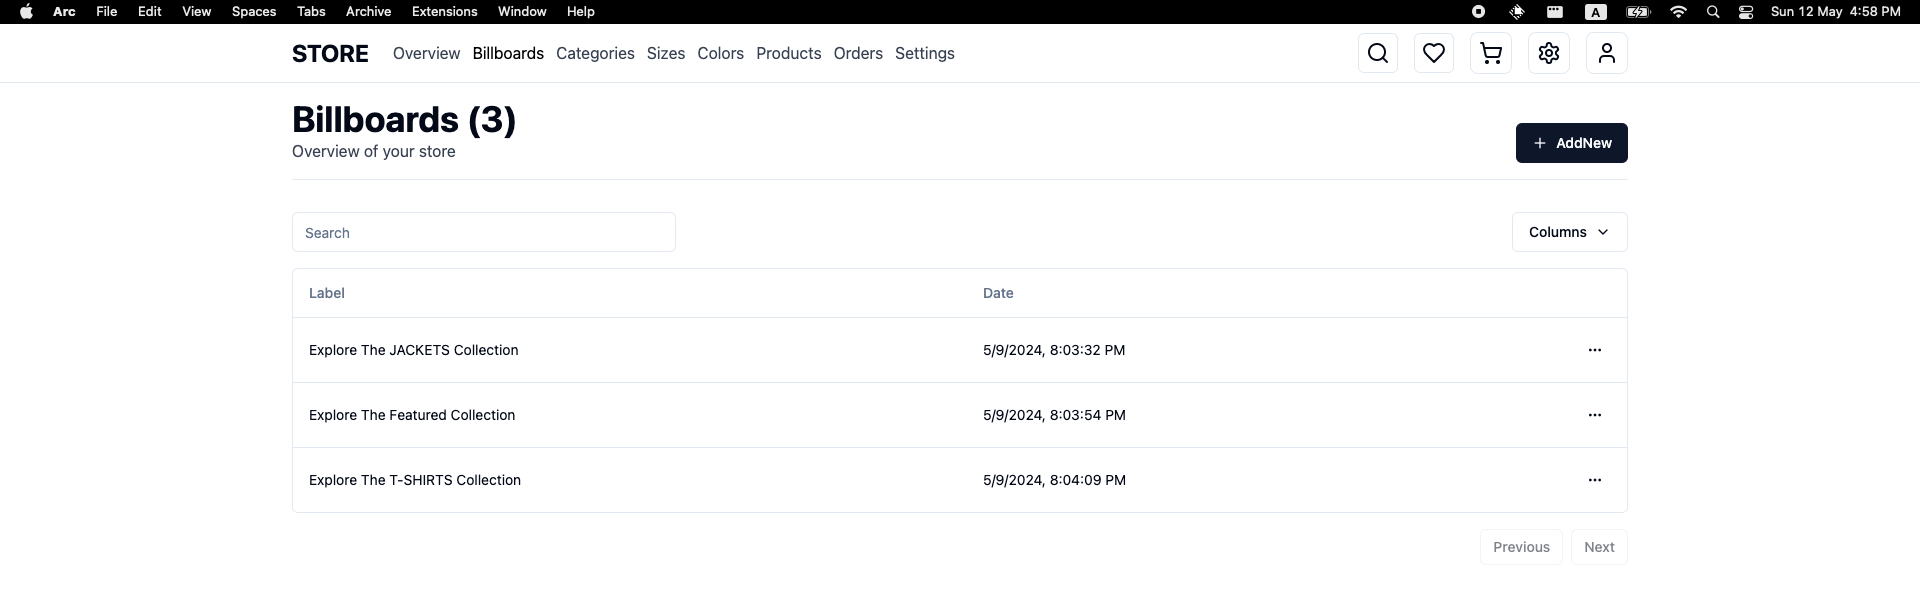 Arc File Edit View Spaces Tabs Archive Extensions Window Help A Sun 12 May 4:58 PM
STORE Overview Billboards Categories Sizes Colors Products Orders Settings
Billboards (3)
Overview of your store
+ AddNew
Search
Columns
Label Date
Explore The JACKETS Collection 5/9/2024, 8:03:32 PM ...
Explore The Featured Collection 5/9/2024, 8:03:54 PM ...
Explore The T-SHIRTS Collection 5/9/2024, 8:04:09 PM ...
Previous Next